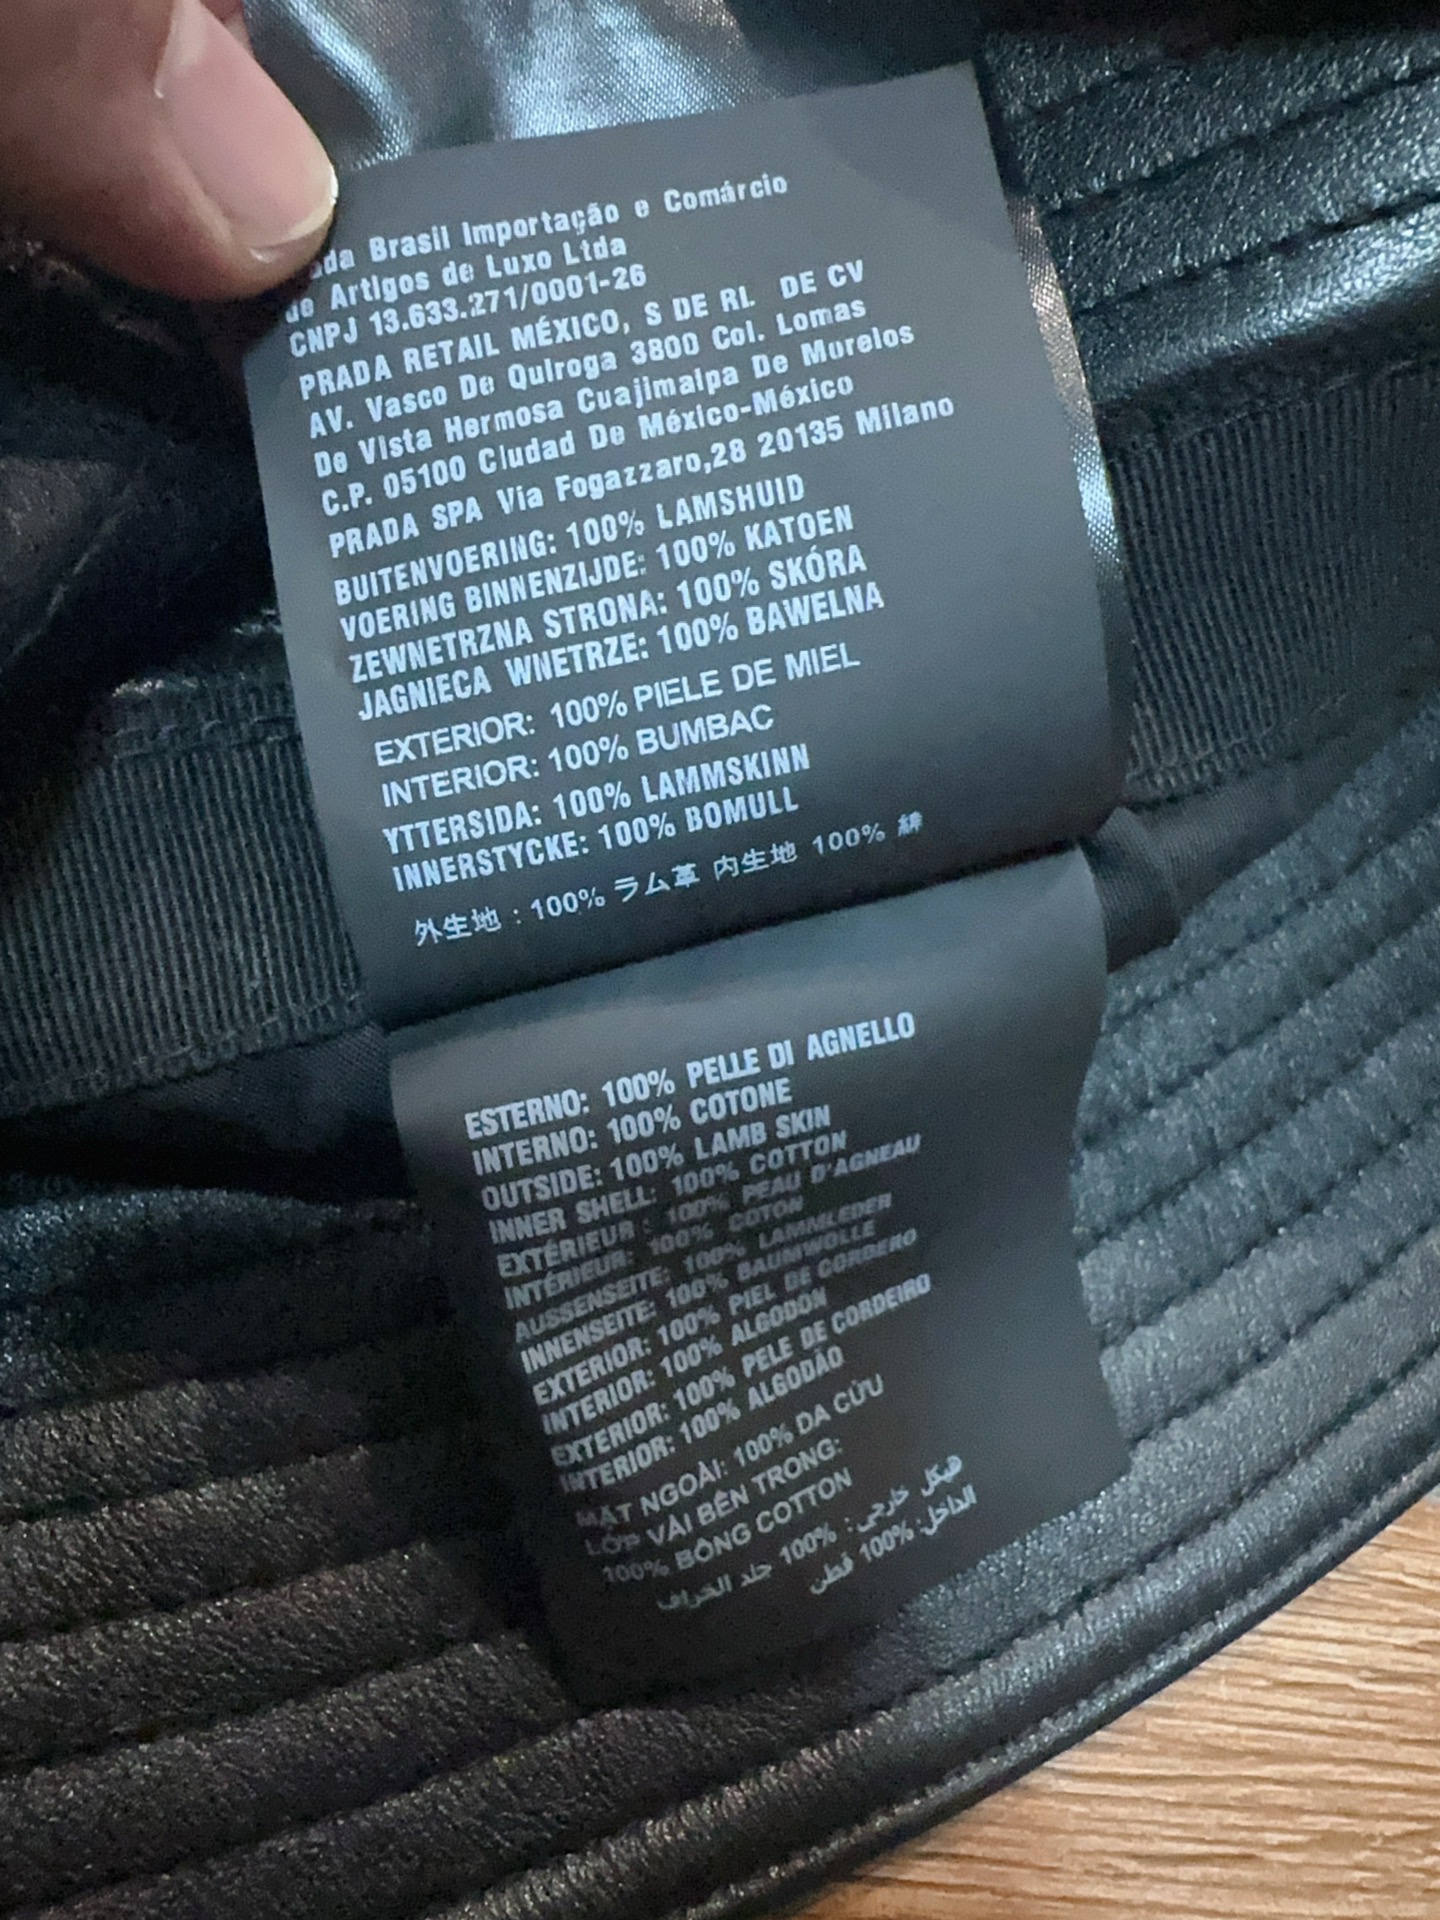 ada Brasil Importação e Comárcio
de Artigos de Luxo Ltda
CNPJ 13.633.271/0001-26
PRADA RETAIL MÉXICO, S DE RL DE CV
AV. Vasco De Quiroga 3800 Col. Lomas
De Vista Hermosa Cuajimalpa De Morelos
C.P. 05100 Ciudad De México-México
PRADA SPA Via Fogazzaro,28 20135 Milano
BUITENVOERING: 100% LAMSHUID
VOERING BINNENZIJDE: 100% KATOEN
ZEWNETRZNA STRONA: 100% SKÓRA
JAGNIECA WNETRZE: 100% BAWELNA
EXTERIOR: 100% PIELE DE MIEL
INTERIOR: 100% BUMBAC
YTTERSIDA: 100% LAMMSKINN
INNERSTYCKE: 100% BOMULL
外生地 : 100% ラム革 内生地 100% 綿
ESTERNO: 100% PELLE DI AGNELLO
INTERNO: 100% COTONE
OUTSIDE: 100% LAMB SKIN
INNER SHELL: 100% COTTON
EXTÉRIEUR : 100% PEAU D'AGNEAU
INTÉRIEUR: 100% COTON
AUSSENSEITE: 100% LAMMLEDER
INNENSEITE: 100% BAUMWOLLE
EXTERIOR: 100% PIEL DE CORDERO
INTERIOR: 100% ALGODÓN
EXTERIOR: 100% PELE DE CORDEIRO
INTERIOR: 100% ALGODÃO
MẶT NGOÀI: 100% DA CỪU
LỚP VẢI BÊN TRONG:
100% BÔNG COTTON
هيكل خارجي: 100% جلد الخراف
الداخل: 100% قطن